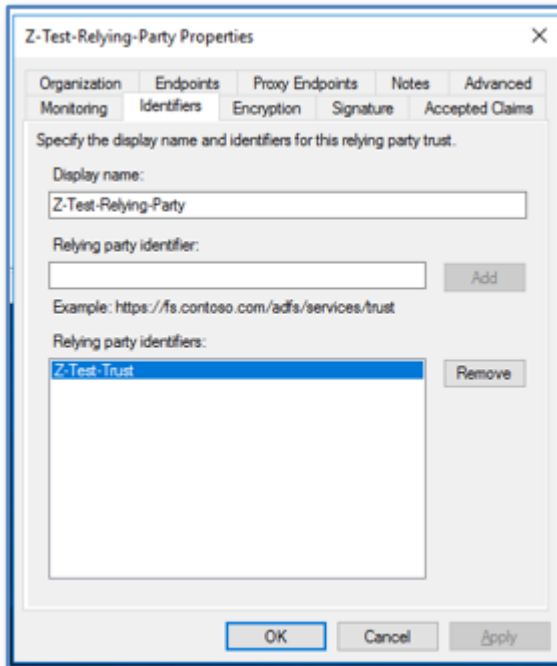 Z-Test-Relying-Party Properties
Organization Endpoints Proxy Endpoints Notes Advanced
Monitoring Identifiers Encryption Signature Accepted Claims
Specify the display name and identifiers for this relying party trust.
Display name:
Z-Test-Relying-Party
Relying party identifier:
Add
Example: https://fs.contoso.com/adfs/services/trust
Relying party identifiers:
Z-Test-Trust
Remove
OK Cancel Apply